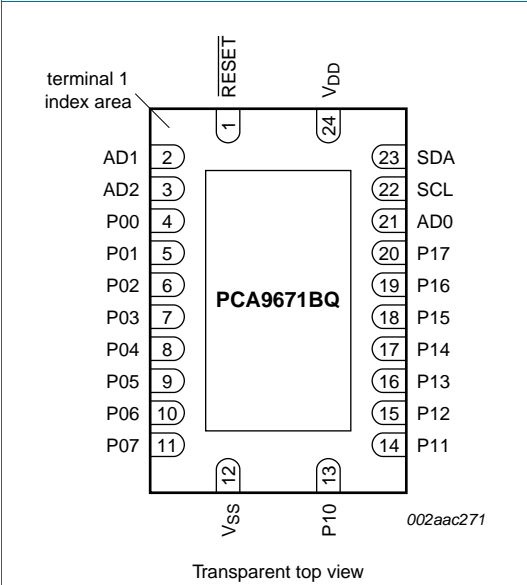 RESET
VDD
terminal 1
index area
1
24
AD1 2
23 SDA
AD2 3
22 SCL
P00 4
21 AD0
P01 5
20 P17
P02 6
19 P16
PCA9671BQ
P03 7
18 P15
P04 8
17 P14
P05 9
16 P13
P06 10
15 P12
P07 11
14 P11
12
13
VSS
P10
002aac271
Transparent top view